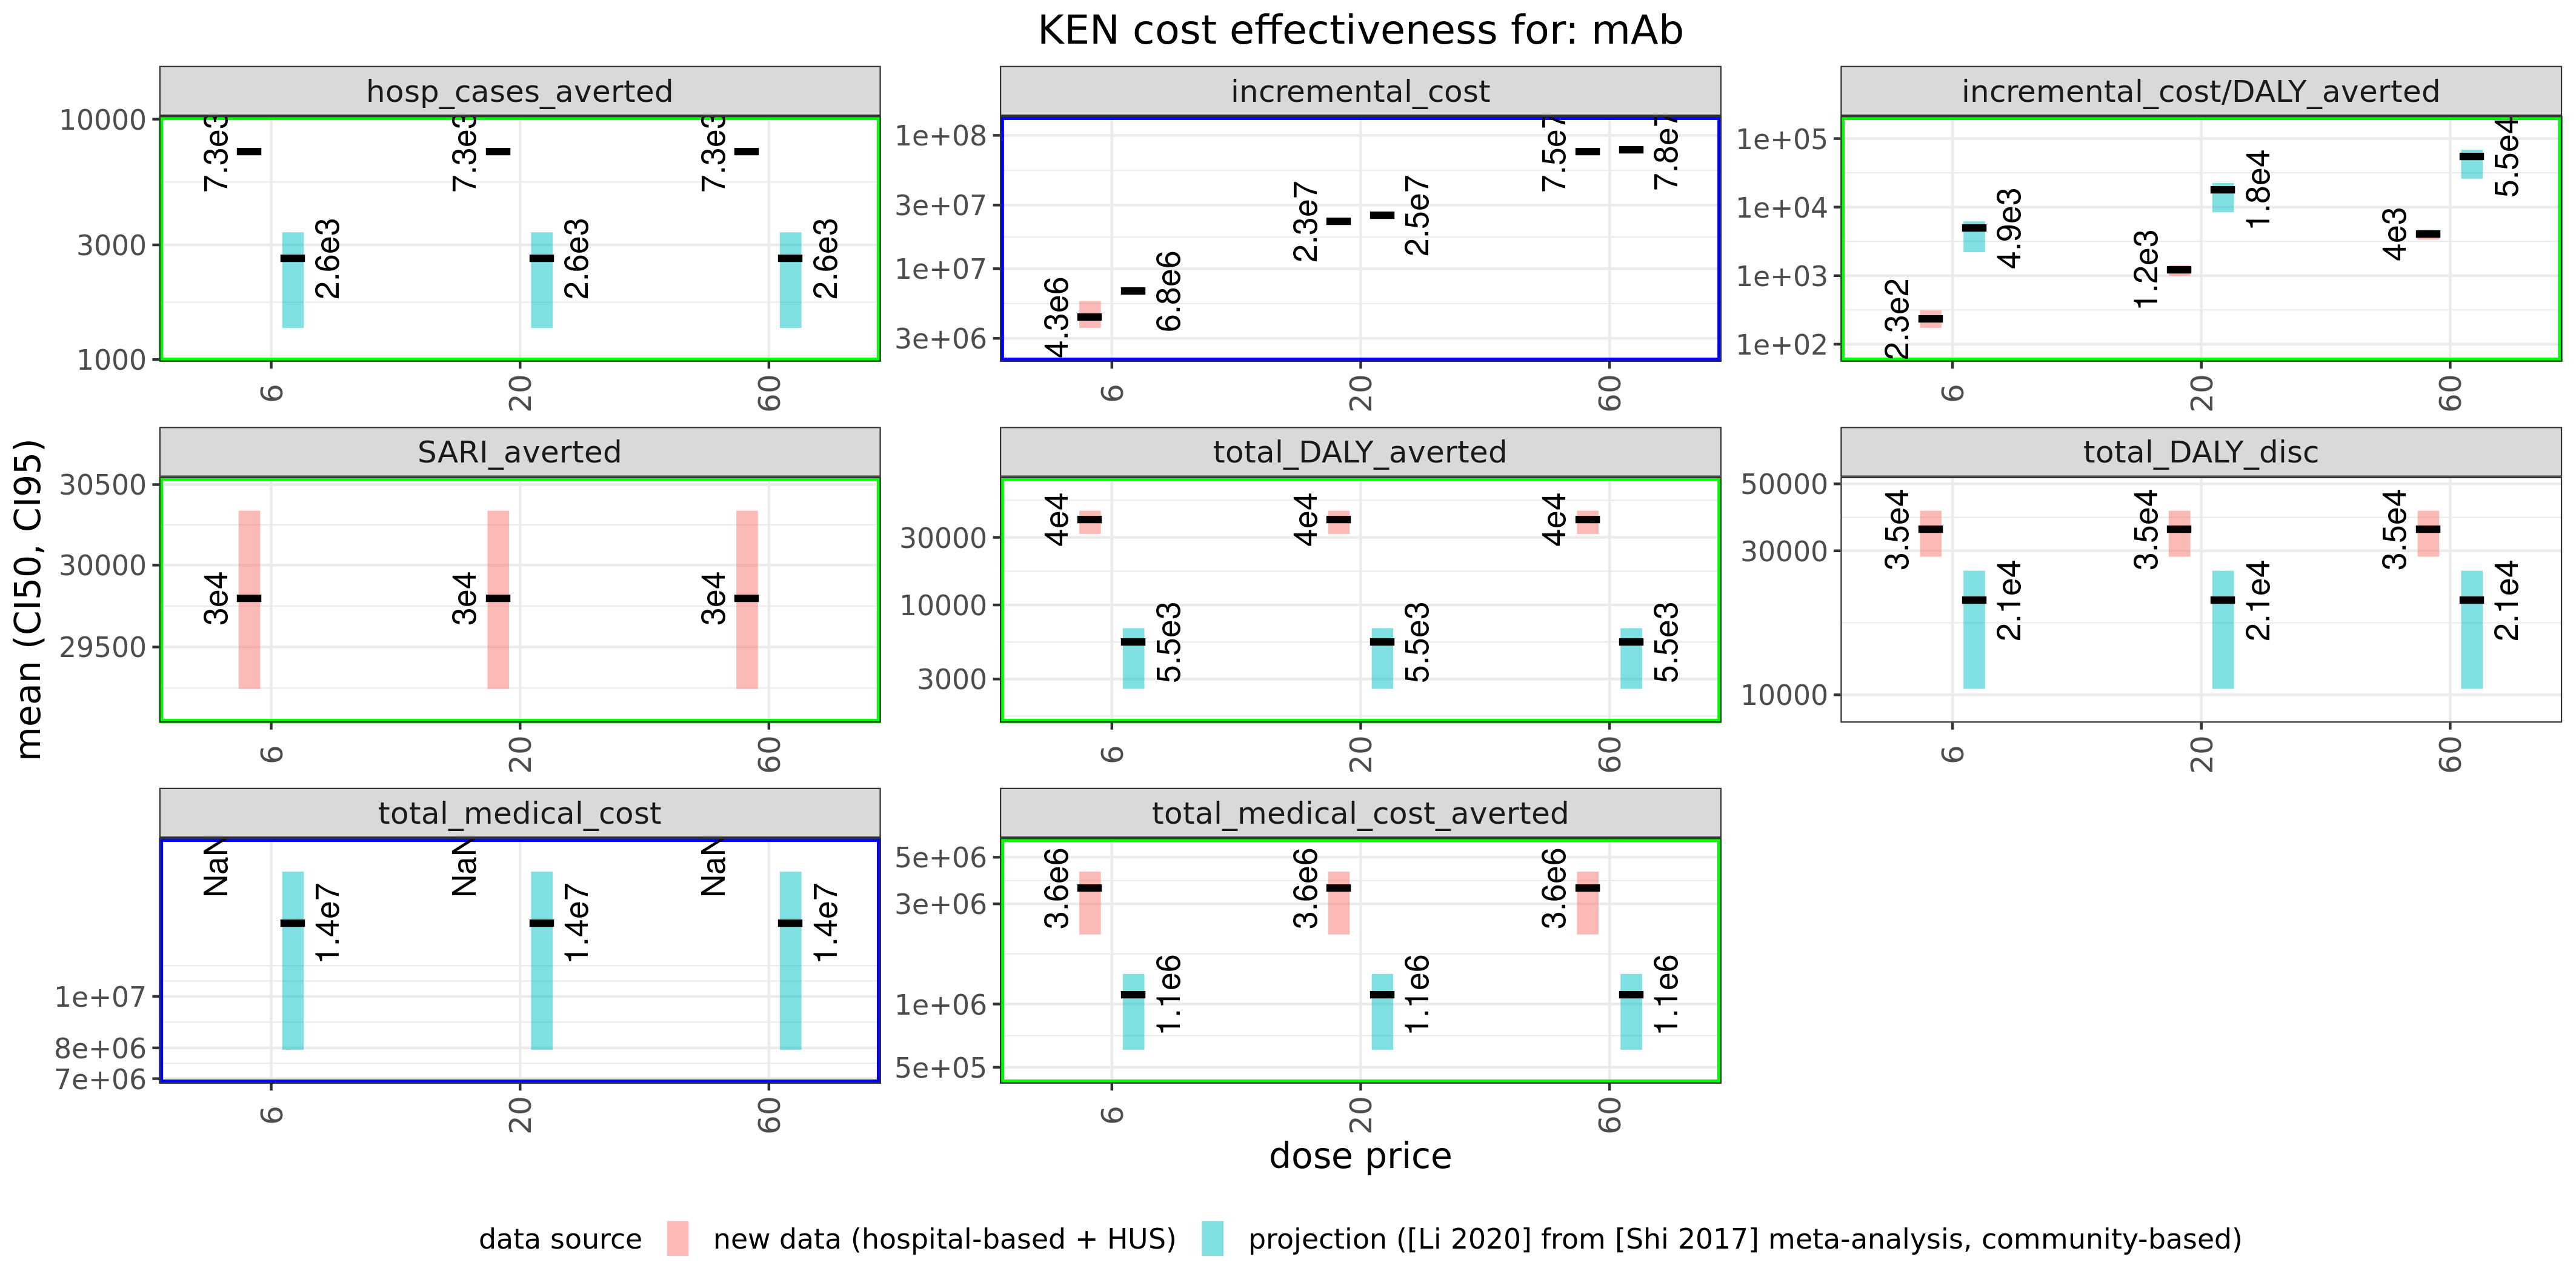 KEN cost effectiveness for: mAb
mean (CI50, CI95)
hosp_cases_averted
10000
3000
1000
7.3e3
2.6e3
7.3e3
2.6e3
7.3e3
2.6e3
6
20
60
incremental_cost
1e+08
3e+07
1e+07
3e+06
4.3e6
6.8e6
2.3e7
2.5e7
7.5e7
7.8e7
6
20
60
incremental_cost/DALY_averted
1e+05
1e+04
1e+03
1e+02
2.3e2
4.9e3
1.2e3
1.8e4
4e3
5.5e4
6
20
60
SARI_averted
30500
30000
29500
3e4
3e4
3e4
6
20
60
total_DALY_averted
30000
10000
3000
4e4
5.5e3
4e4
5.5e3
4e4
5.5e3
6
20
60
total_DALY_disc
50000
30000
10000
3.5e4
2.1e4
3.5e4
2.1e4
3.5e4
2.1e4
6
20
60
total_medical_cost
1e+07
8e+06
7e+06
NaN
1.4e7
NaN
1.4e7
NaN
1.4e7
6
20
60
total_medical_cost_averted
5e+06
3e+06
1e+06
5e+05
3.6e6
1.1e6
3.6e6
1.1e6
3.6e6
1.1e6
6
20
60
dose price
data source
new data (hospital-based + HUS)
projection ([Li 2020] from [Shi 2017] meta-analysis, community-based)